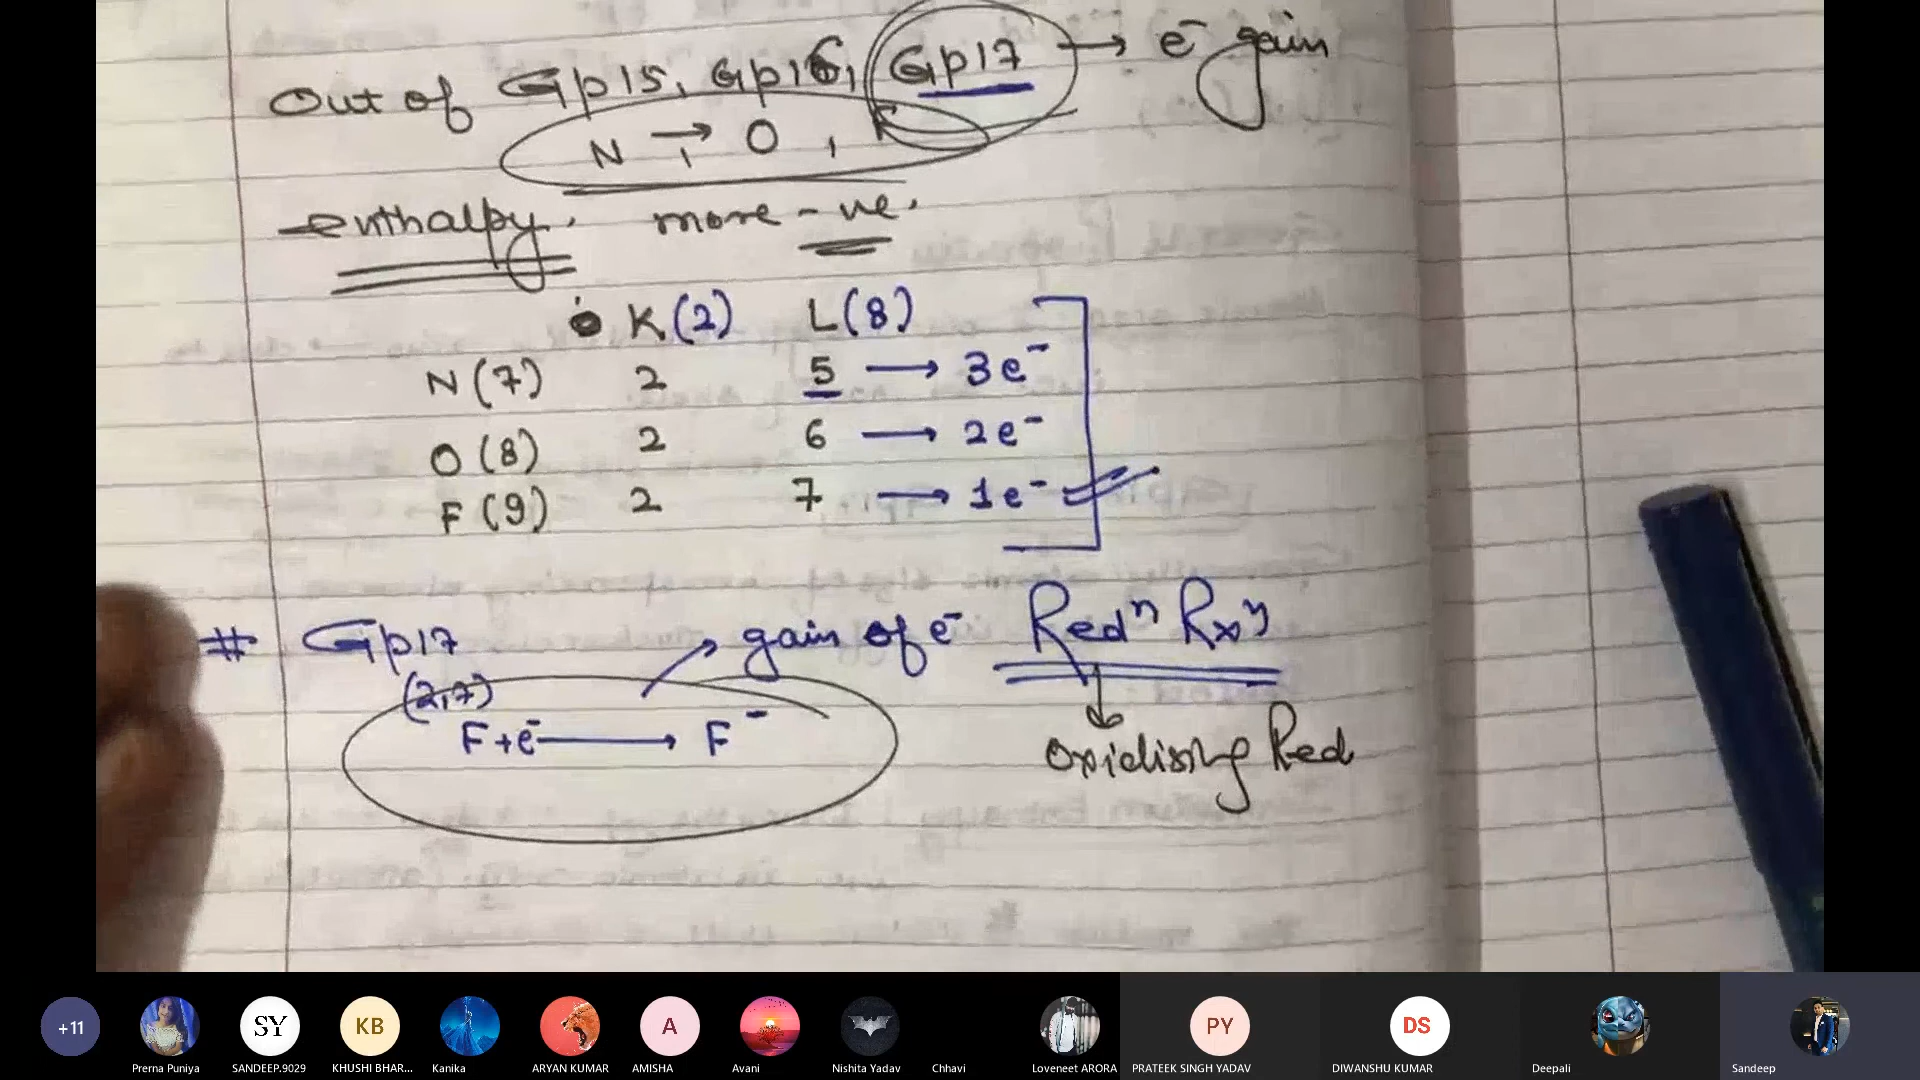 Out of Gp15, Gp16, Gp17 → e⁻ gain
N → O ,
enthalpy. more -ve.
K(2) L(8)
N (7) 2 5 → 3e⁻
O (8) 2 6 → 2e⁻
F (9) 2 7 → 1e⁻
# Gp17 gain of e⁻ Redⁿ Rxⁿ
(2,7)
F + e⁻ → F⁻
Oxidising Red
+11
SY
KB
A
PY
DS
Prerna Puniya
SANDEEP.9029
KHUSHI BHAR...
Kanika
ARYAN KUMAR
AMISHA
Avani
Nishita Yadav
Chhavi
Loveneet ARORA
PRATEEK SINGH YADAV
DIWANSHU KUMAR
Deepali
Sandeep